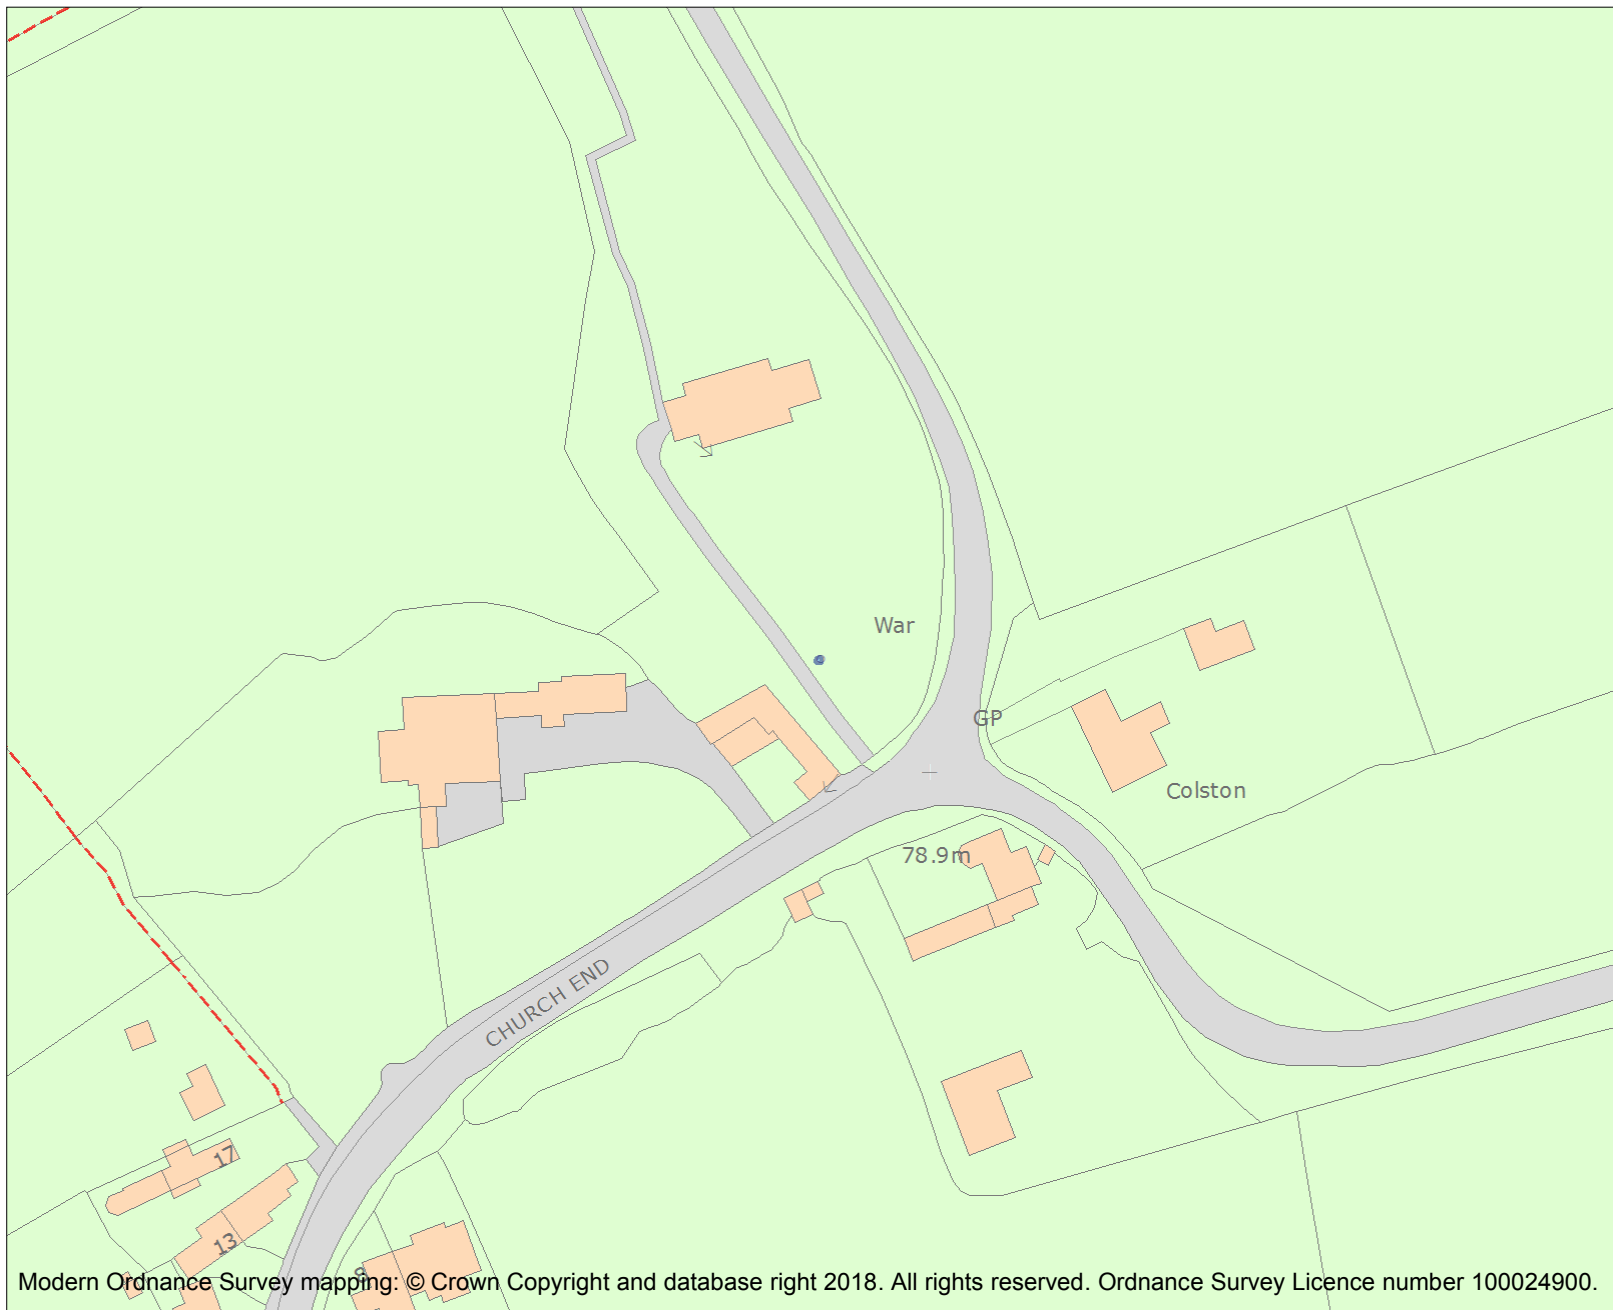 War
GP
Colston
78.9m
CHURCH END
17
13
8
Modern Ordnance Survey mapping: © Crown Copyright and database right 2018. All rights reserved. Ordnance Survey Licence number 100024900.